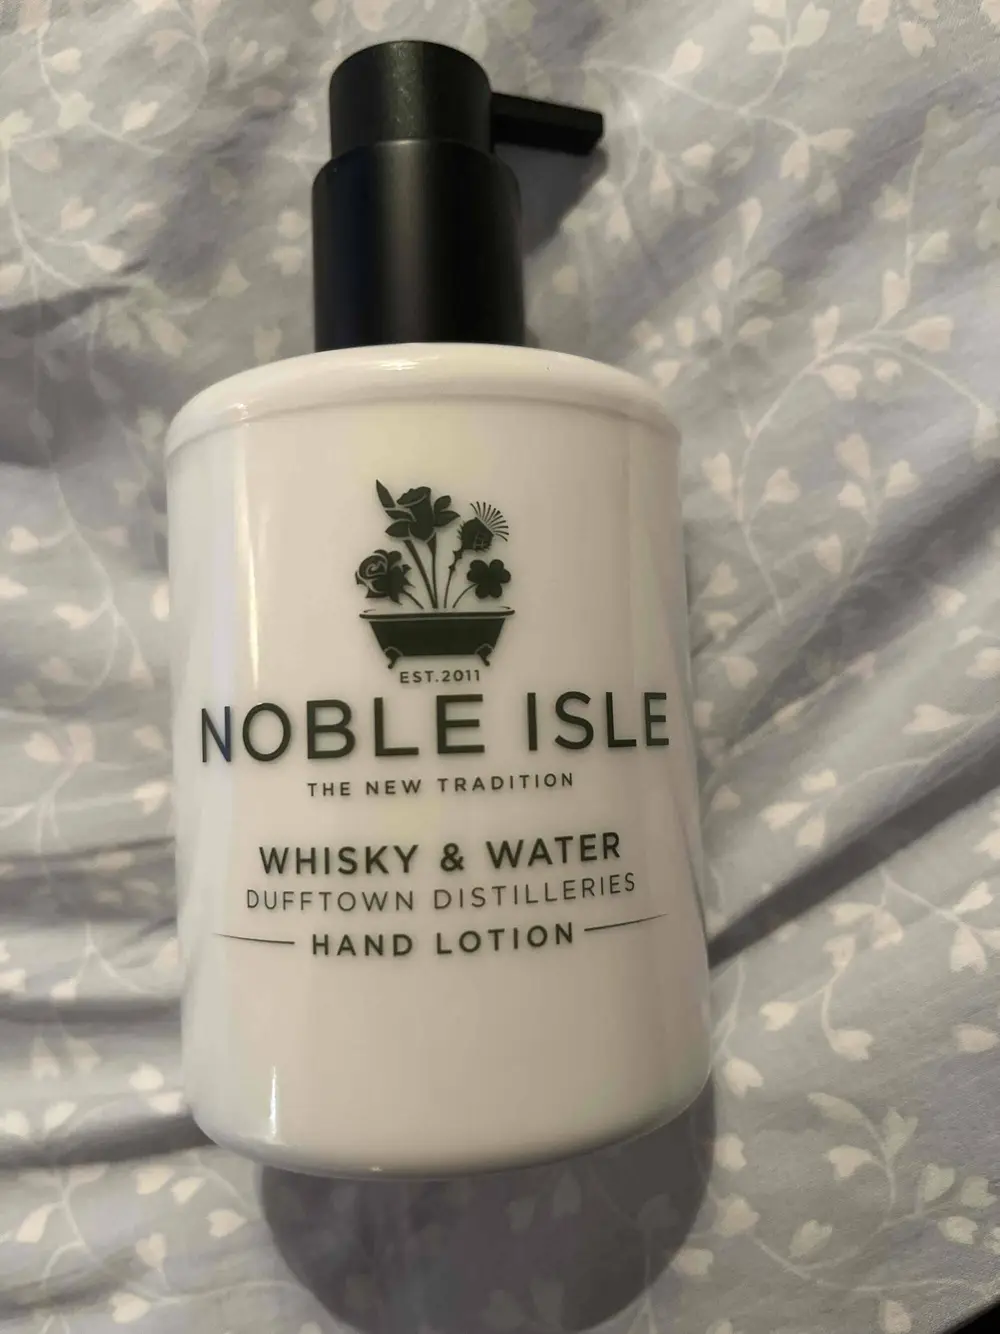 EST.2011
NOBLE ISLE
THE NEW TRADITION
WHISKY & WATER
DUFFTOWN DISTILLERIES
HAND LOTION